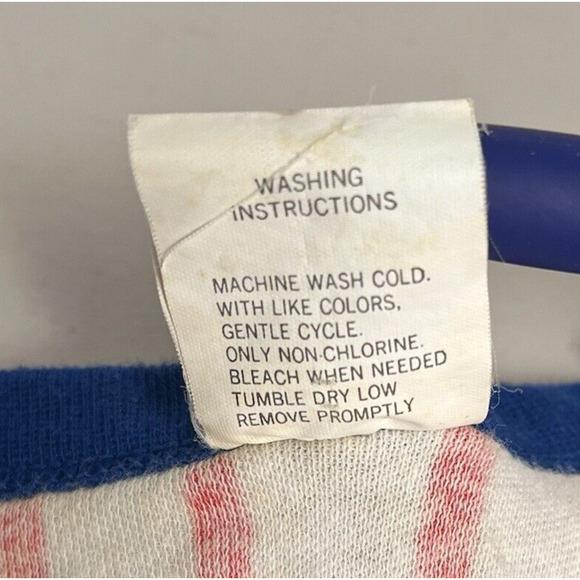 WASHING
INSTRUCTIONS
MACHINE WASH COLD.
WITH LIKE COLORS,
GENTLE CYCLE.
ONLY NON-CHLORINE.
BLEACH WHEN NEEDED
TUMBLE DRY LOW
REMOVE PROMPTLY